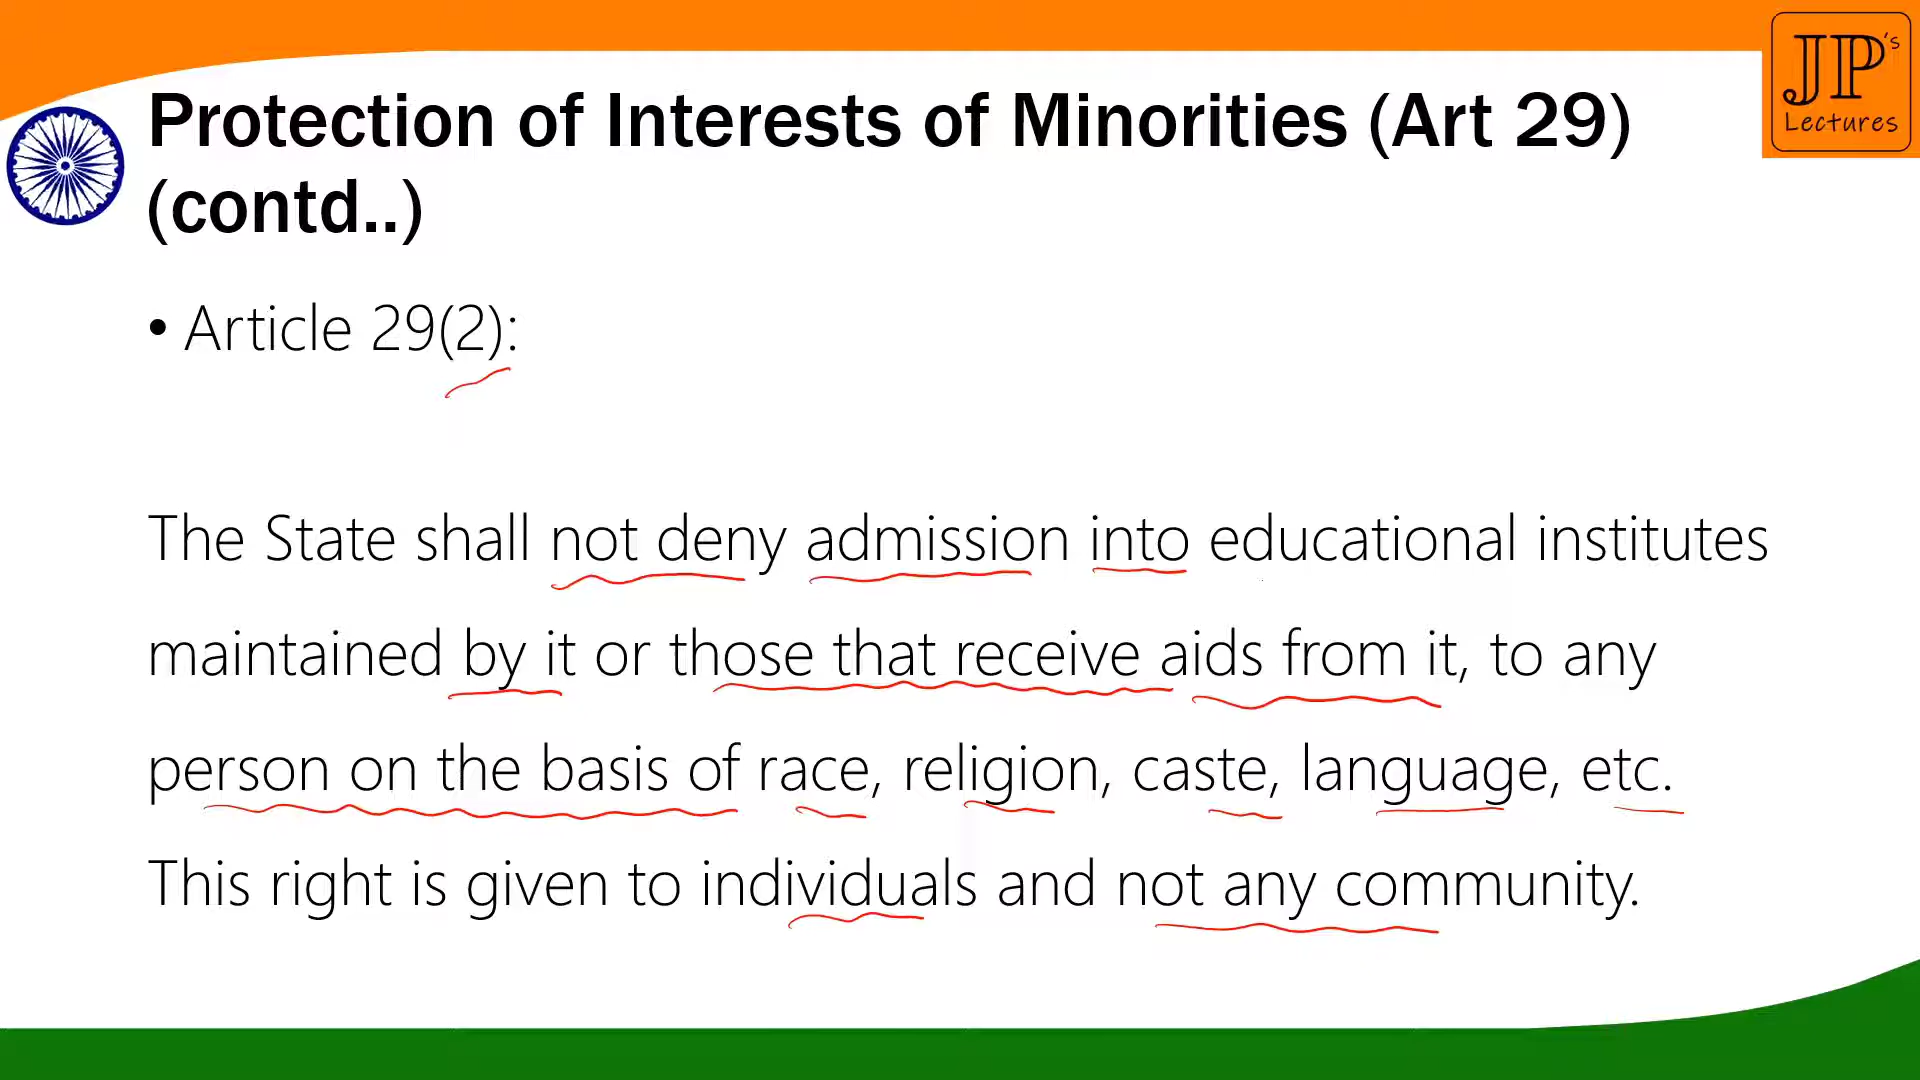 JP's
Lectures
Protection of Interests of Minorities (Art 29)
(contd..)
• Article 29(2):
The State shall not deny admission into educational institutes
maintained by it or those that receive aids from it, to any
person on the basis of race, religion, caste, language, etc.
This right is given to individuals and not any community.